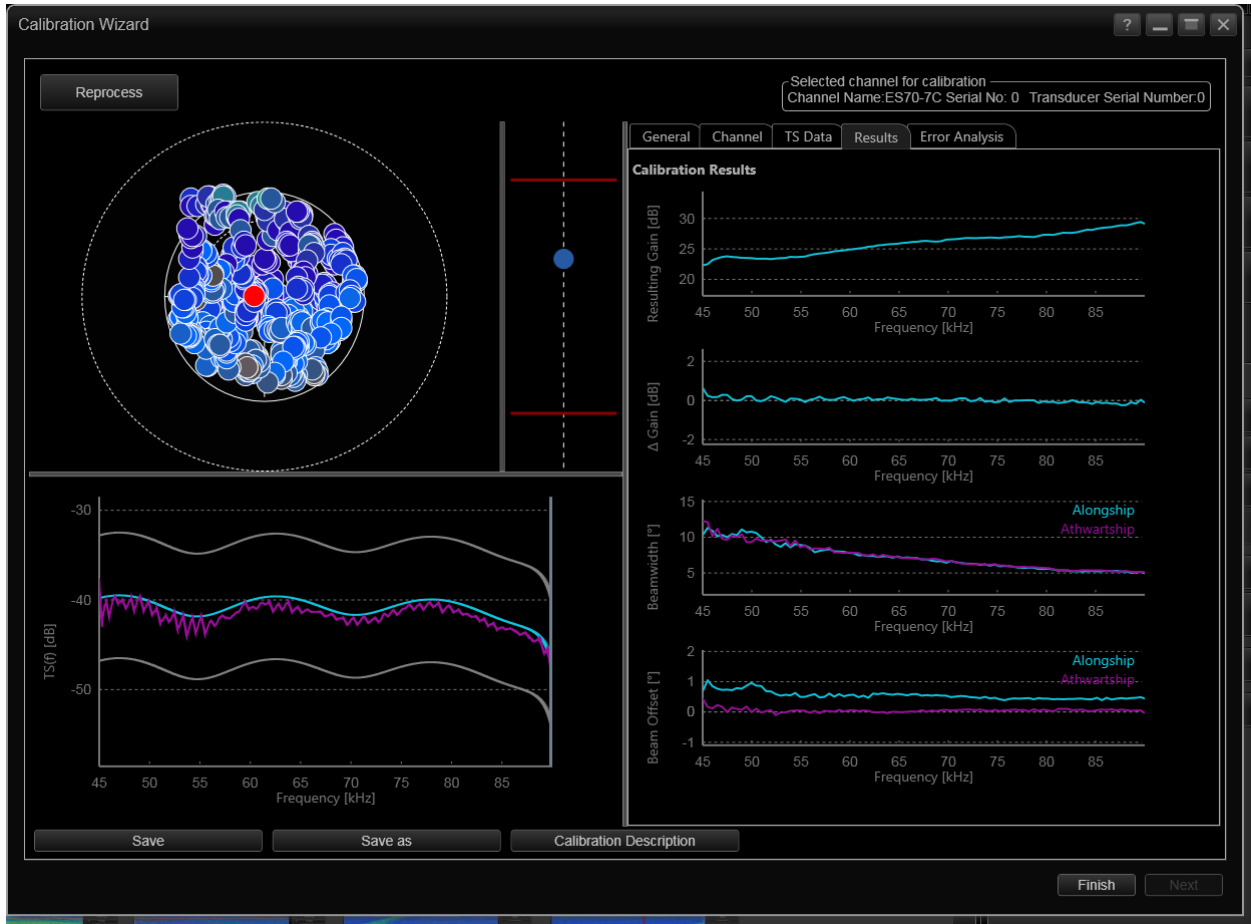 Calibration Wizard
?
Reprocess
Selected channel for calibration
Channel Name:ES70-7C Serial No: 0 Transducer Serial Number:0
General Channel TS Data Results Error Analysis
Calibration Results
Resulting Gain [dB]
30
25
20
45 50 55 60 65 70 75 80 85
Frequency [kHz]
Δ Gain [dB]
2
0
-2
45 50 55 60 65 70 75 80 85
Frequency [kHz]
Beamwidth [°]
15
10
5
Alongship
Athwartship
45 50 55 60 65 70 75 80 85
Frequency [kHz]
Beam Offset [°]
2
1
0
-1
Alongship
Athwartship
45 50 55 60 65 70 75 80 85
Frequency [kHz]
TS(f) [dB]
-30
-40
-50
45 50 55 60 65 70 75 80 85
Frequency [kHz]
Save Save as Calibration Description
Finish Next